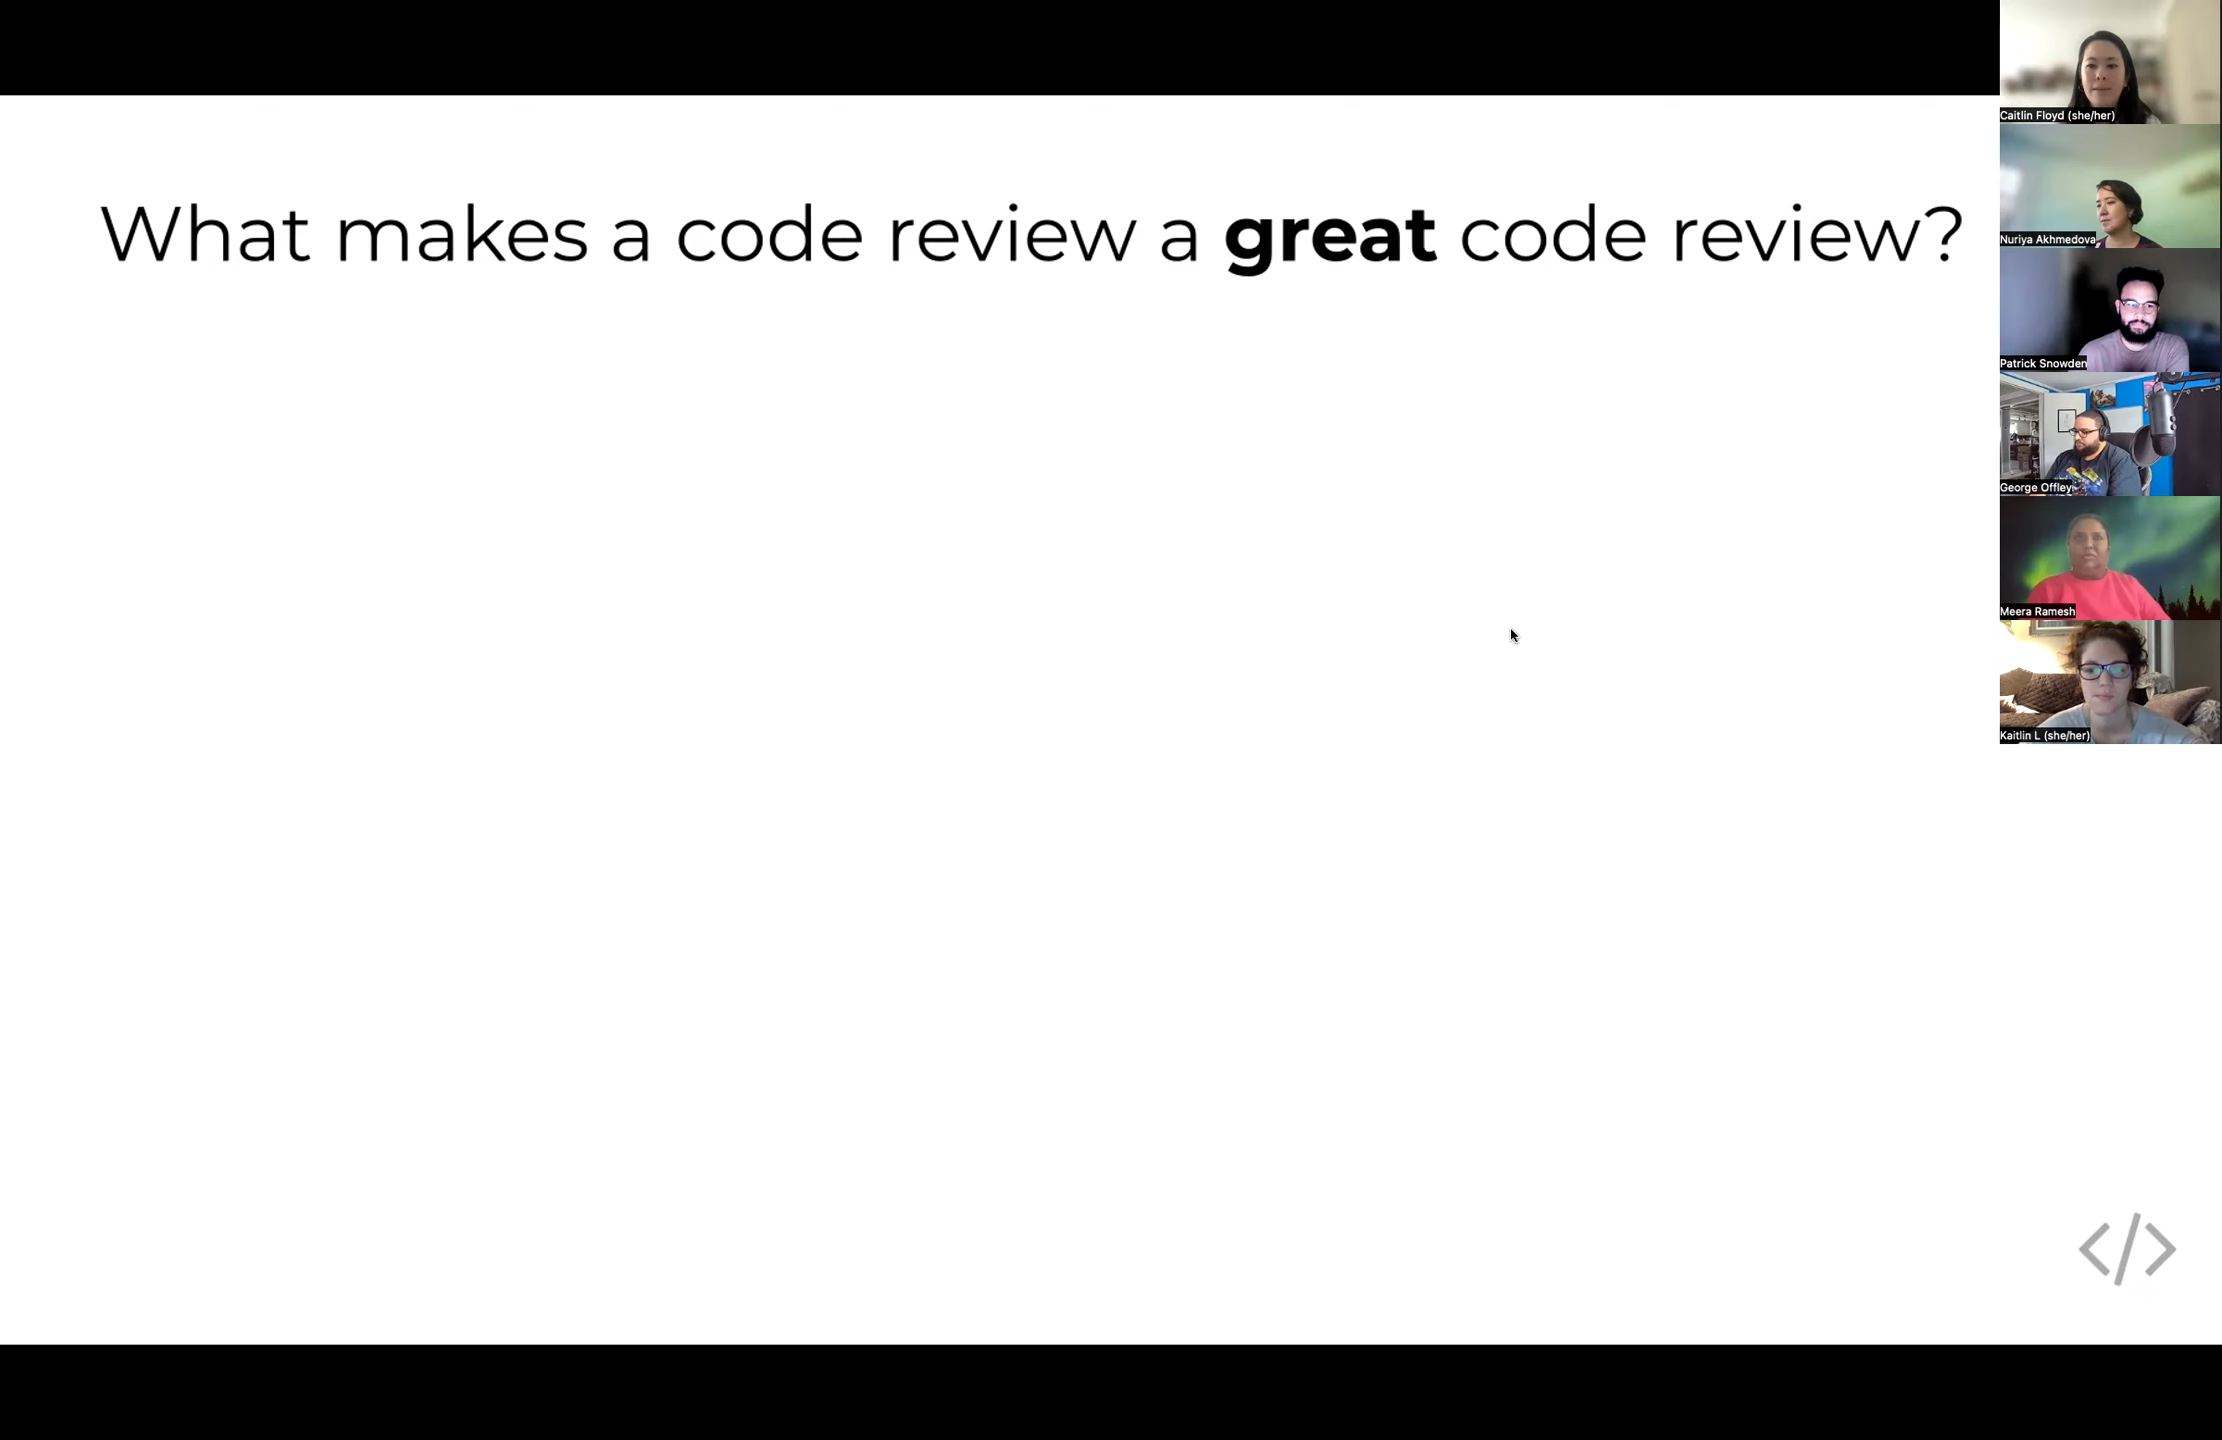 What makes a code review a great code review?
Caitlin Floyd (she/her)
Nuriya Akhmedova
Patrick Snowden
George Offley
Meera Ramesh
Kaitlin L (she/her)
</>